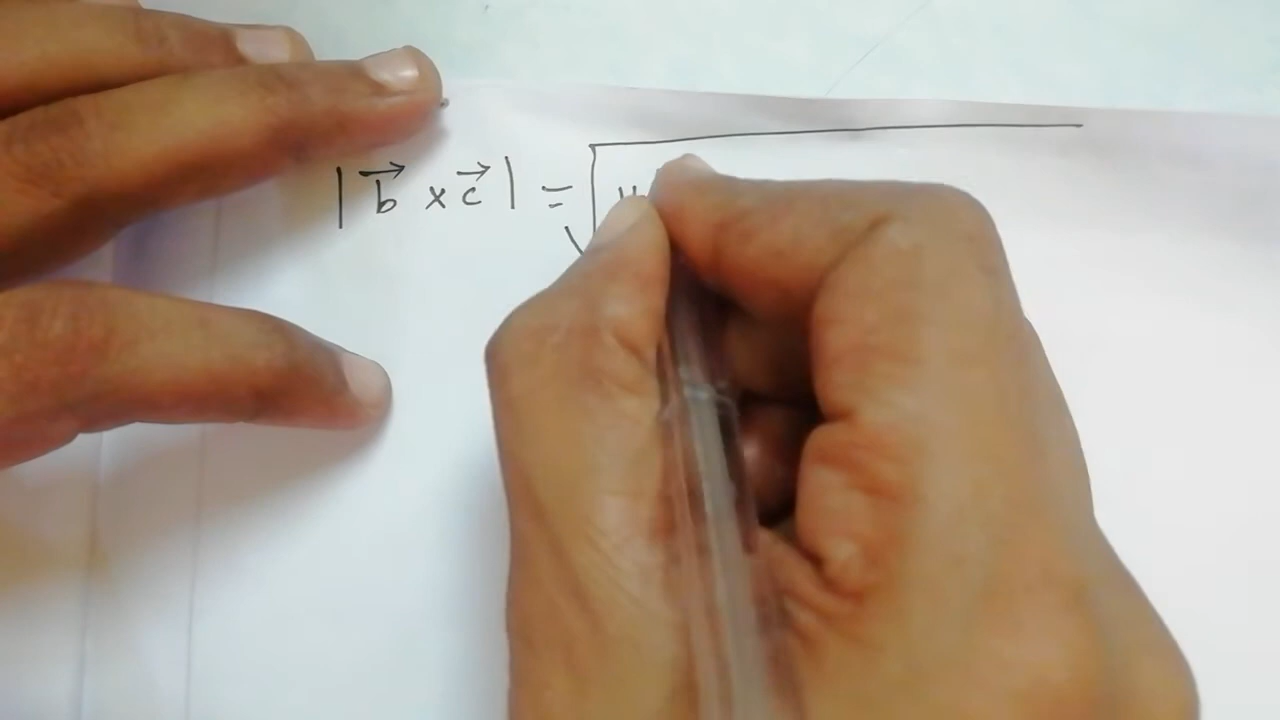 |b⃗ × c⃗| = √